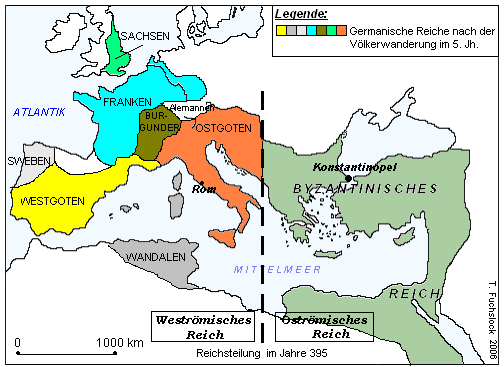 Legende:
Germanische Reiche nach der
Völkerwanderung im 5. Jh.
SACHSEN
ATLANTIK
FRANKEN
Alemannen
BUR-
GUNDER
OSTGOTEN
SWEBEN
Konstantinopel
Rom
BYZANTINISCHES
WESTGOTEN
WANDALEN
MITTELMEER
REICH
Weströmisches
Reich
Oströmisches
Reich
0 1000 km
Reichsteilung im Jahre 395
T. Fuchslook 2006